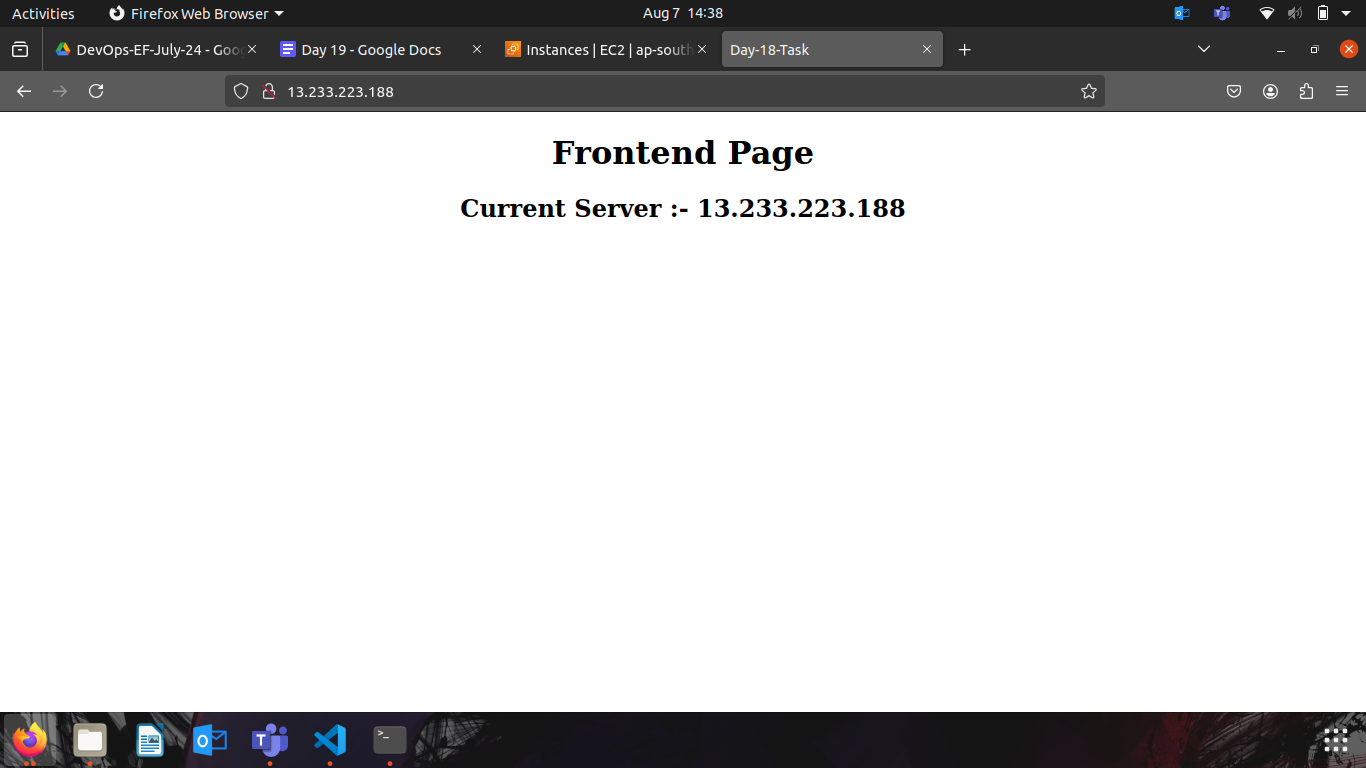 Activities
Firefox Web Browser
Aug 7 14:38
DevOps-EF-July-24 - Goo
Day 19 - Google Docs
Instances | EC2 | ap-south
Day-18-Task
13.233.223.188
Frontend Page
Current Server :- 13.233.223.188